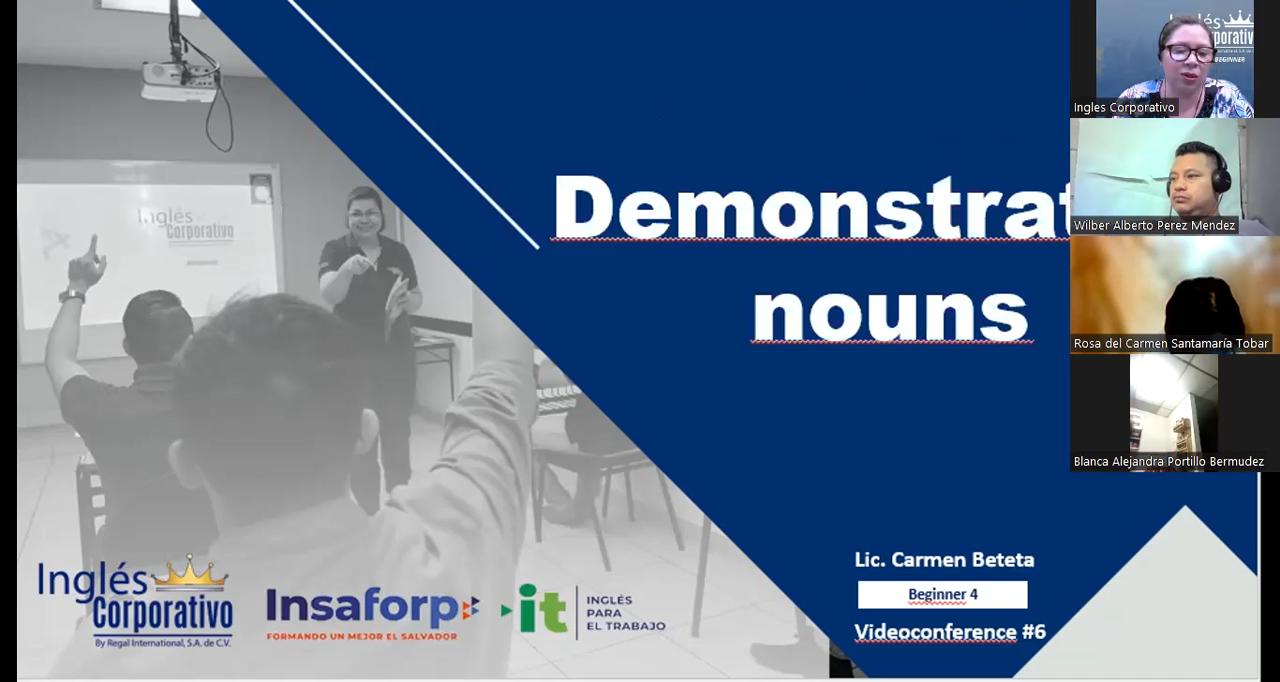 Demonstrat
nouns
Lic. Carmen Beteta
Beginner 4
Videoconference #6
Inglés
Corporativo
By Regal International, S.A. de C.V.
Insaforp
FORMANDO UN MEJOR EL SALVADOR
it
INGLÉS
PARA
EL TRABAJO
Inglés
Corporativo
BEGINNER
Ingles Corporativo
Wilber Alberto Perez Mendez
Rosa del Carmen Santamaría Tobar
Blanca Alejandra Portillo Bermudez